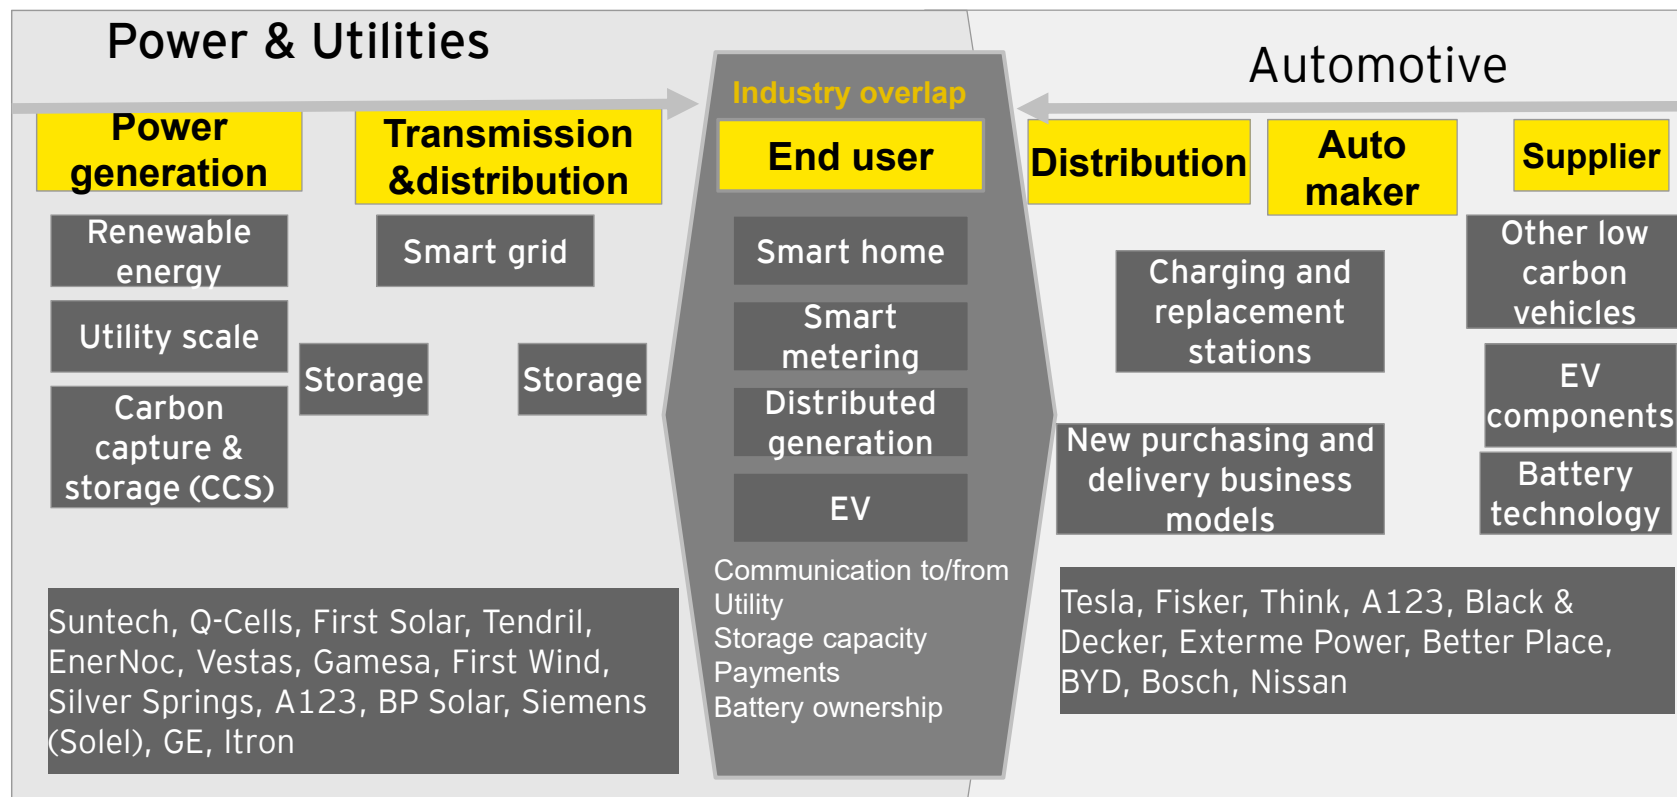 Power & Utilities
Automotive
Industry overlap
Power
generation
Transmission
&distribution
End user
Distribution
Auto
maker
Supplier
Renewable
energy
Utility scale
Carbon
capture &
storage (CCS)
Smart grid
Storage
Storage
Smart home
Smart
metering
Distributed
generation
EV
Communication to/from
Utility
Storage capacity
Payments
Battery ownership
Charging and
replacement
stations
New purchasing and
delivery business
models
Other low
carbon
vehicles
EV
components
Battery
technology
Suntech, Q-Cells, First Solar, Tendril,
EnerNoc, Vestas, Gamesa, First Wind,
Silver Springs, A123, BP Solar, Siemens
(Solel), GE, Itron
Tesla, Fisker, Think, A123, Black &
Decker, Exterme Power, Better Place,
BYD, Bosch, Nissan